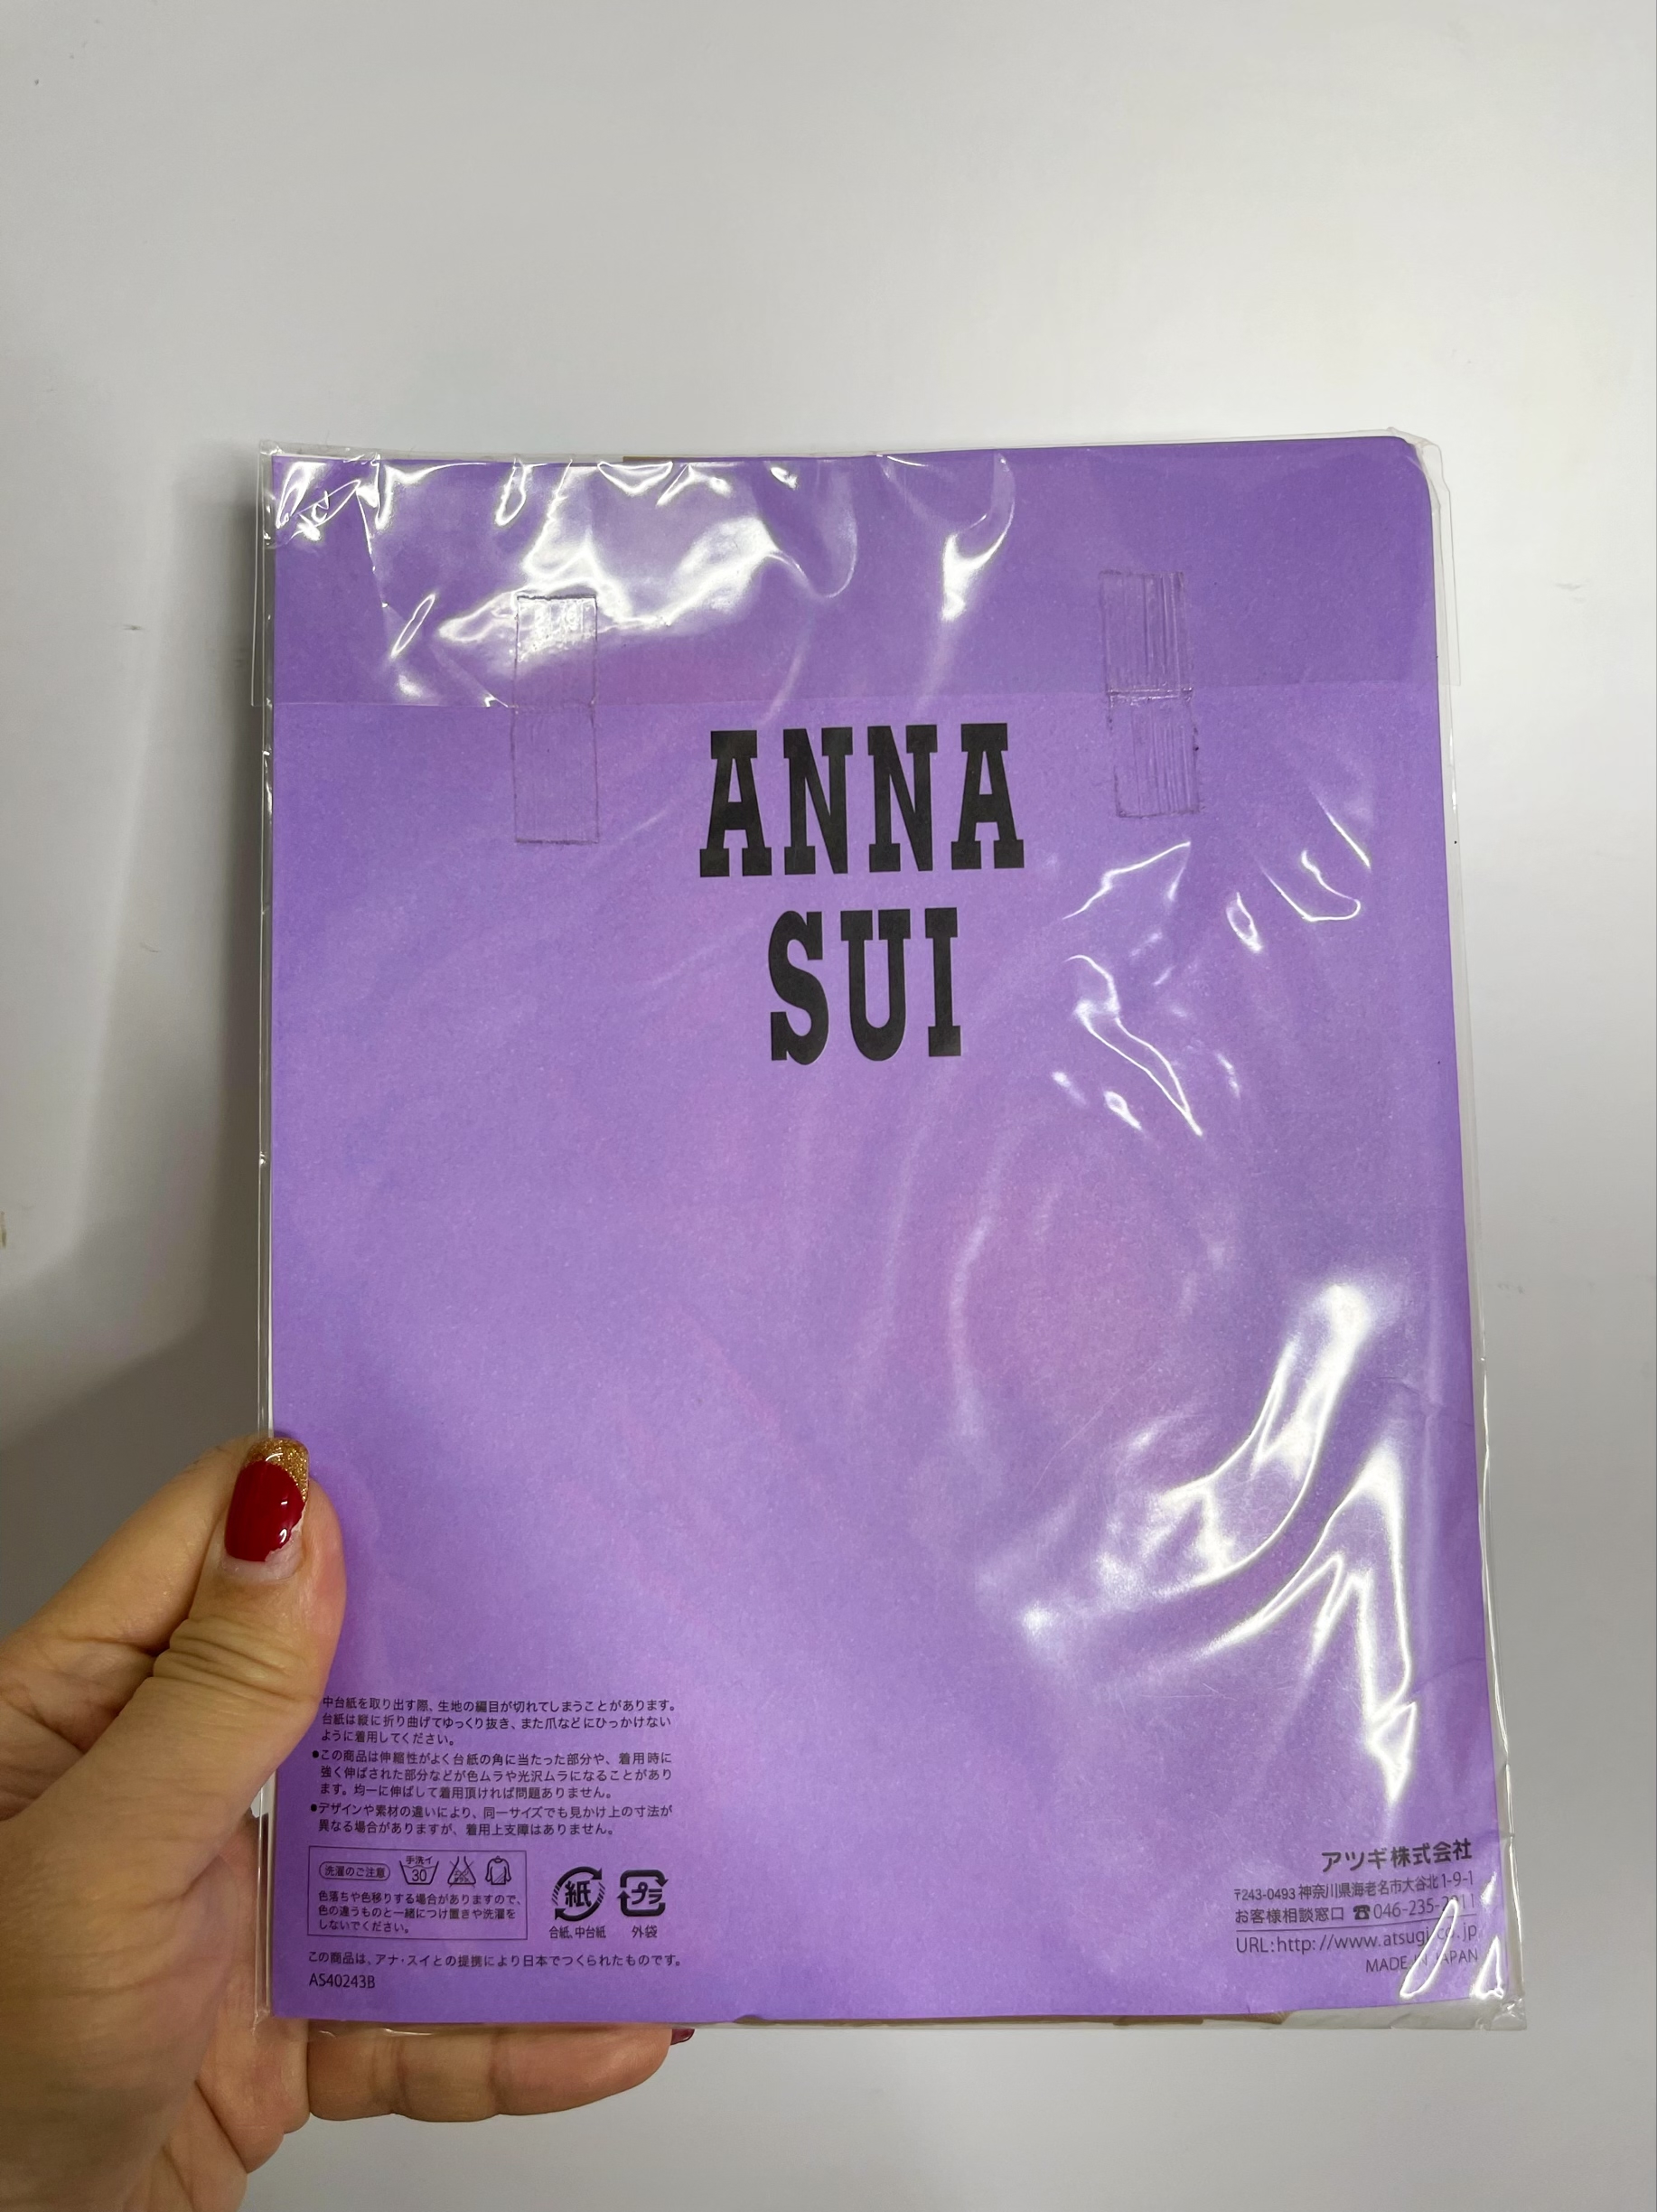 ANNA
SUI
中台紙を取り出す際、生地の編目が切れてしまうことがあります。
台紙は縦に折り曲げてゆっくり抜き、また爪などにひっかけない
ように着用してください。
●この商品は伸縮性がよく台紙の角に当たった部分や、着用時に
強く伸ばされた部分などが色ムラや光沢ムラになることがあり
ます。均一に伸ばして着用頂ければ問題ありません。
●デザインや素材の違いにより、同一サイズでも見かけ上の寸法が
異なる場合がありますが、着用上支障はありません。
洗濯のご注意 手洗イ 30
色落ちや色移りする場合がありますので、
色の違うものと一緒につけ置きや洗濯を
しないでください。
紙 プラ
合紙、中台紙 外袋
この商品は、アナ・スイとの提携により日本でつくられたものです。
AS40243B
アツギ株式会社
〒243-0493 神奈川県海老名市大谷北1-9-1
お客様相談窓口 ☎046-235-
URL:http://www.atsugi.co.jp
MADE IN JAPAN